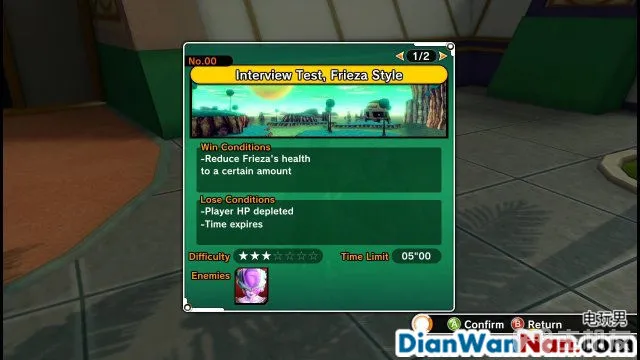 No.00
1/2
Interview Test, Frieza Style
Win Conditions
-Reduce Frieza's health
to a certain amount
Lose Conditions
-Player HP depleted
-Time expires
Difficulty ★★★☆☆☆☆ Time Limit 05"00
Enemies
电玩男
A Confirm B Return
DianWanNan.com